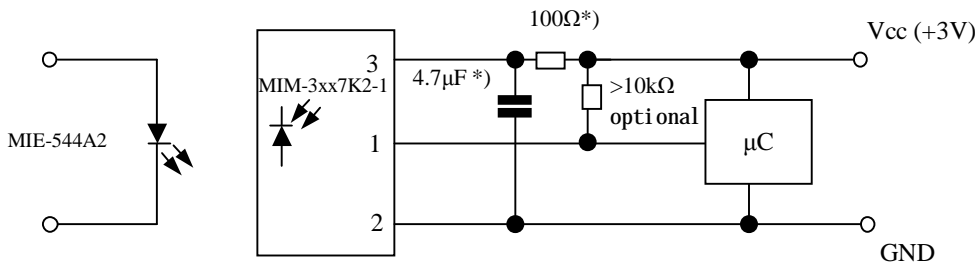 100Ω*)
Vcc (+3V)
3
4.7μF *)
MIM-3xx7K2-1
>10kΩ
optional
MIE-544A2
1
μC
2
GND